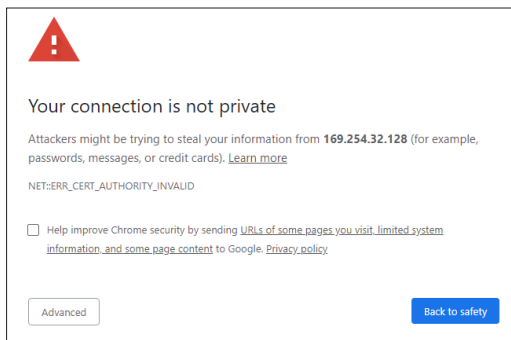 Your connection is not private
Attackers might be trying to steal your information from 169.254.32.128 (for example,
passwords, messages, or credit cards). Learn more
NET::ERR_CERT_AUTHORITY_INVALID
Help improve Chrome security by sending URLs of some pages you visit, limited system
information, and some page content to Google. Privacy policy
Advanced
Back to safety